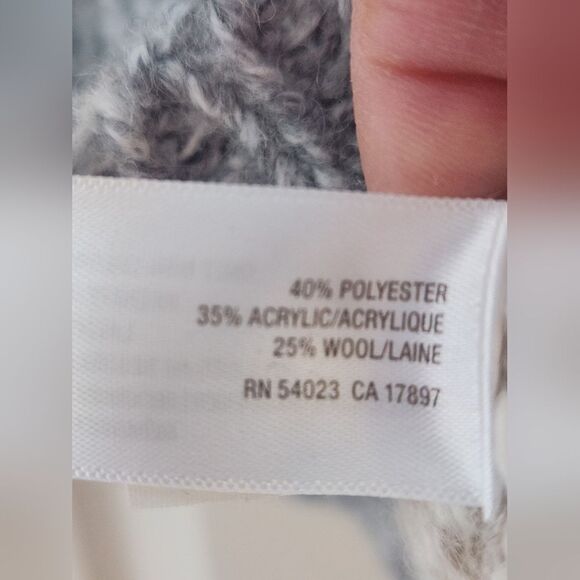 40% POLYESTER
35% ACRYLIC/ACRYLIQUE
25% WOOL/LAINE
RN 54023 CA 17897